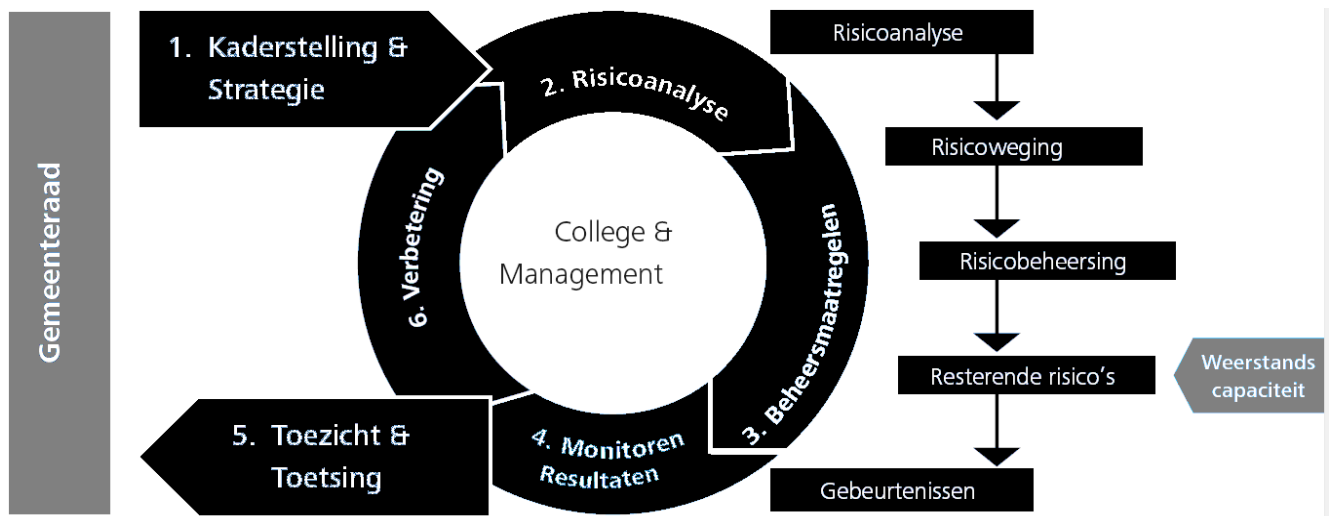 Gemeenteraad
1. Kaderstelling &
Strategie
2. Risicoanalyse
3. Beheersmaatregelen
4. Monitoren
Resultaten
5. Toezicht &
Toetsing
6. Verbetering
College &
Management
Risicoanalyse
Risicoweging
Risicobeheersing
Resterende risico's
Weerstands
capaciteit
Gebeurtenissen